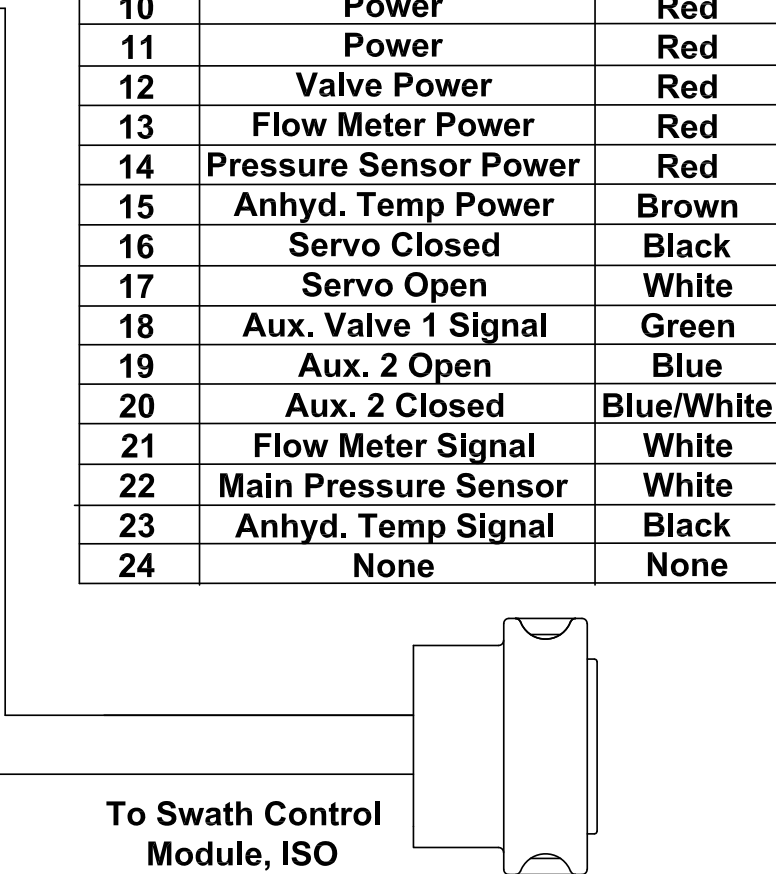 10 Power Red
11 Power Red
12 Valve Power Red
13 Flow Meter Power Red
14 Pressure Sensor Power Red
15 Anhyd. Temp Power Brown
16 Servo Closed Black
17 Servo Open White
18 Aux. Valve 1 Signal Green
19 Aux. 2 Open Blue
20 Aux. 2 Closed Blue/White
21 Flow Meter Signal White
22 Main Pressure Sensor White
23 Anhyd. Temp Signal Black
24 None None
To Swath Control
Module, ISO